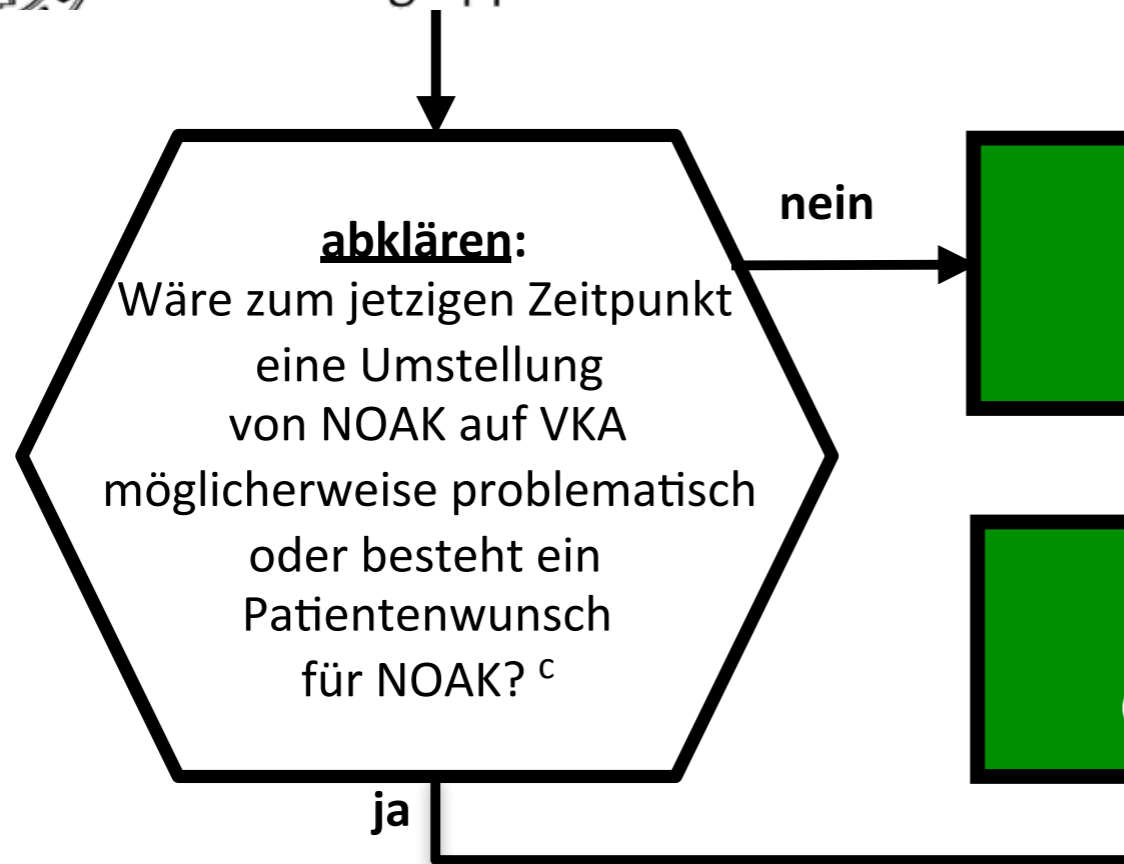 abklären:
Wäre zum jetzigen Zeitpunkt
eine Umstellung
von NOAK auf VKA
möglicherweise problematisch
oder besteht ein
Patientenwunsch
für NOAK? c
nein
ja